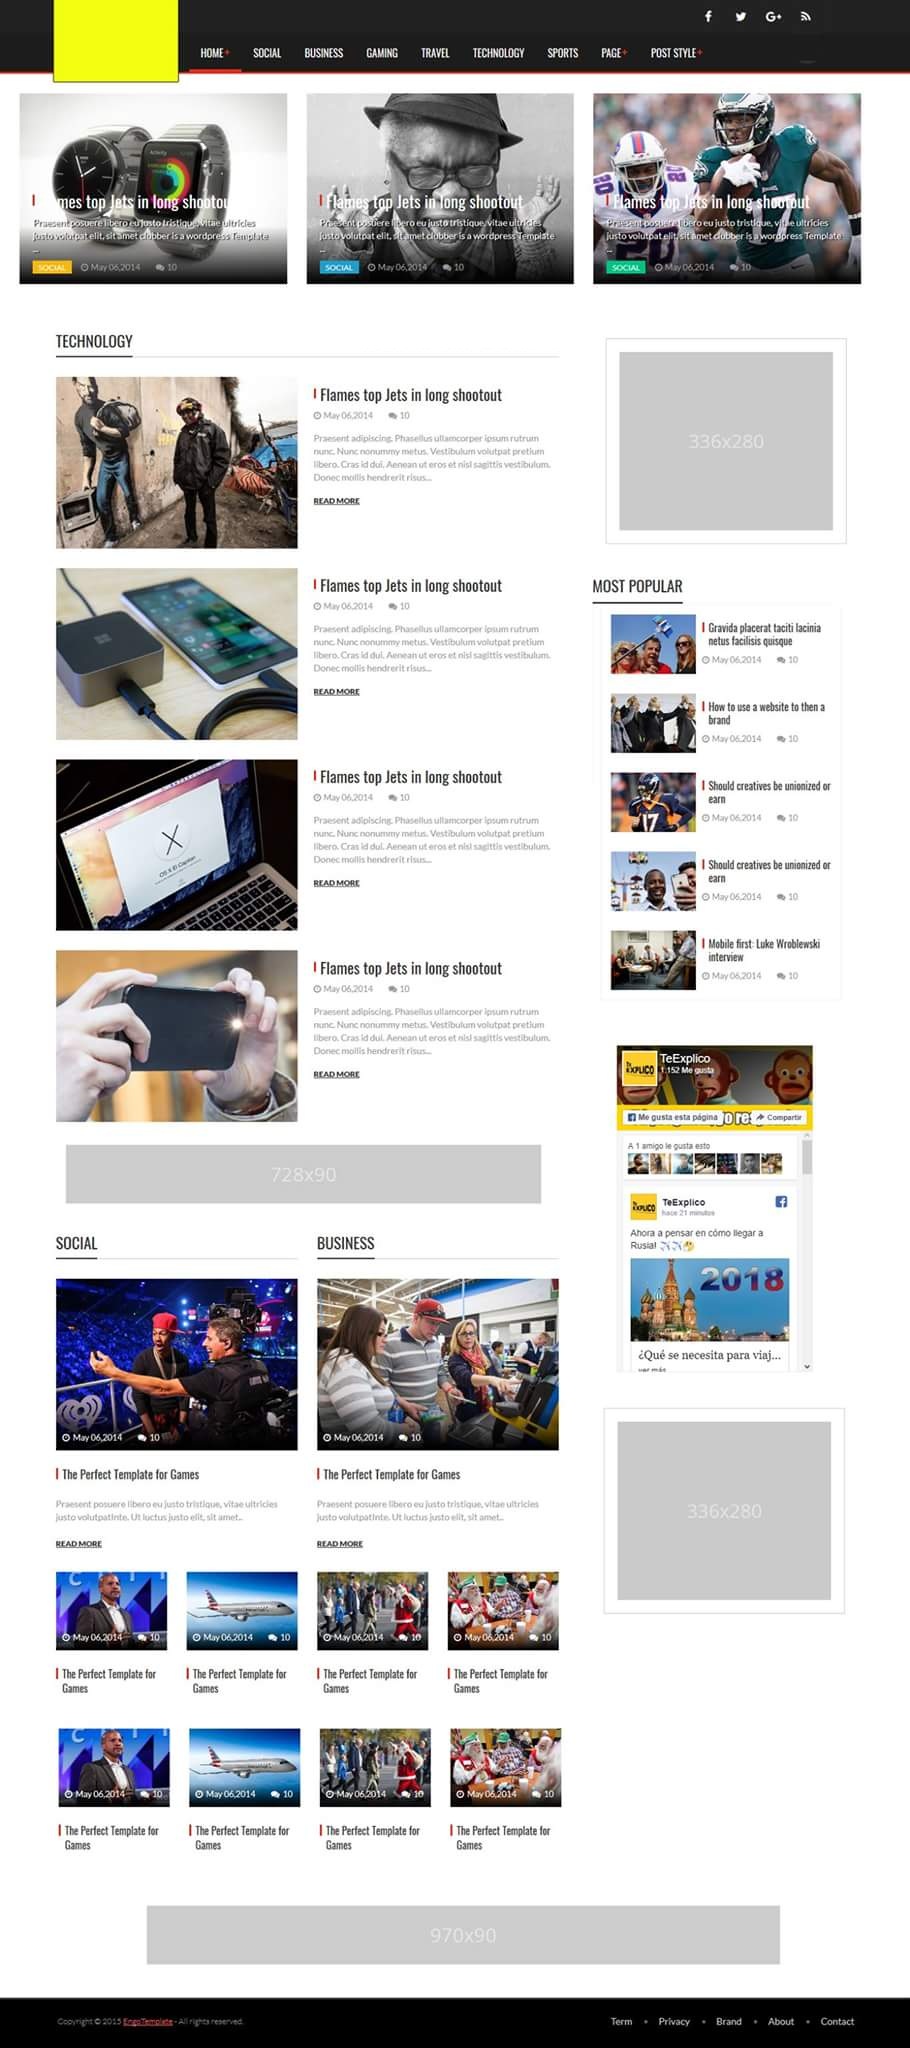 HOME+ SOCIAL BUSINESS GAMING TRAVEL TECHNOLOGY SPORTS PAGE+ POST STYLE+
mes top Jets in long shootou
Praesent posuere libero eu justo tristique, vitae ultricies
justo volutpat elit, sit amet clubber is a wordpress Template
...
SOCIAL May 06,2014 10
Flames top Jets in long shootout
Praesent posuere libero eu justo tristique, vitae ultricies
justo volutpat elit, sit amet clubber is a wordpress Template
...
SOCIAL May 06,2014 10
Flames top Jets in long shootout
Praesent posuere libero eu justo tristique, vitae ultricies
justo volutpat elit, sit amet clubber is a wordpress Template
...
SOCIAL May 06,2014 10
TECHNOLOGY
Flames top Jets in long shootout
May 06,2014 10
Praesent adipiscing. Phasellus ullamcorper ipsum rutrum
nunc. Nunc nonummy metus. Vestibulum volutpat pretium
libero. Cras id dui. Aenean ut eros et nisl sagittis vestibulum.
Donec mollis hendrerit risus...
READ MORE
Flames top Jets in long shootout
May 06,2014 10
Praesent adipiscing. Phasellus ullamcorper ipsum rutrum
nunc. Nunc nonummy metus. Vestibulum volutpat pretium
libero. Cras id dui. Aenean ut eros et nisl sagittis vestibulum.
Donec mollis hendrerit risus...
READ MORE
OS X El Capitan
Flames top Jets in long shootout
May 06,2014 10
Praesent adipiscing. Phasellus ullamcorper ipsum rutrum
nunc. Nunc nonummy metus. Vestibulum volutpat pretium
libero. Cras id dui. Aenean ut eros et nisl sagittis vestibulum.
Donec mollis hendrerit risus...
READ MORE
Flames top Jets in long shootout
May 06,2014 10
Praesent adipiscing. Phasellus ullamcorper ipsum rutrum
nunc. Nunc nonummy metus. Vestibulum volutpat pretium
libero. Cras id dui. Aenean ut eros et nisl sagittis vestibulum.
Donec mollis hendrerit risus...
READ MORE
728x90
SOCIAL
May 06,2014 10
The Perfect Template for Games
Praesent posuere libero eu justo tristique, vitae ultricies
justo volutpatInte. Ut luctus justo elit, sit amet..
READ MORE
BUSINESS
May 06,2014 10
The Perfect Template for Games
Praesent posuere libero eu justo tristique, vitae ultricies
justo volutpatInte. Ut luctus justo elit, sit amet..
READ MORE
May 06,2014 10
The Perfect Template for
Games
May 06,2014 10
The Perfect Template for
Games
May 06,2014 10
The Perfect Template for
Games
May 06,2014 10
The Perfect Template for
Games
May 06,2014 10
The Perfect Template for
Games
May 06,2014 10
The Perfect Template for
Games
May 06,2014 10
The Perfect Template for
Games
May 06,2014 10
The Perfect Template for
Games
336x280
MOST POPULAR
Gravida placerat taciti lacinia
netus facilisis quisque
May 06,2014 10
How to use a website to then a
brand
May 06,2014 10
Should creatives be unionized or
earn
May 06,2014 10
17
Should creatives be unionized or
earn
May 06,2014 10
Mobile first: Luke Wroblewski
interview
May 06,2014 10
TeExplico
1.152 Me gusta
Me gusta esta página
Compartir
A 1 amigo le gusta esto
TeExplico
hace 21 minutos
Ahora a pensar en cómo llegar a
Rusia! ✈️✈️🤔
2018
¿Qué se necesita para viaj...
ver más
336x280
970x90
Copyright © 2015 EngoTemplate - All rights reserved.
Term • Privacy • Brand • About • Contact